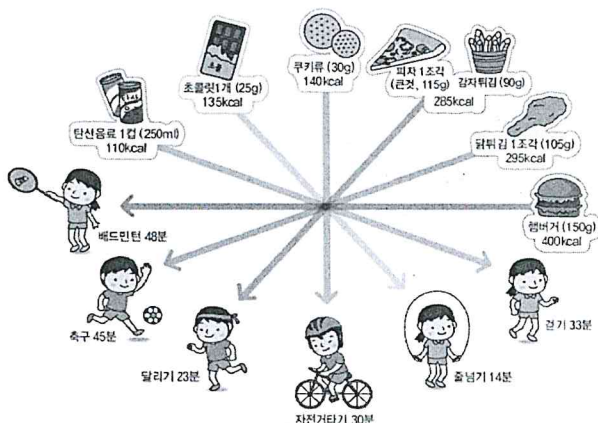 초콜릿
초콜릿1개 (25g)
135kcal
쿠키류 (30g)
140kcal
피자 1조각
(큰것, 115g)
285kcal
감자튀김 (90g)
탄산음료 1컵 (250ml)
110kcal
닭튀김 1조각 (105g)
295kcal
햄버거 (150g)
400kcal
배드민턴 48분
축구 45분
달리기 23분
자전거타기 30분
줄넘기 14분
걷기 33분